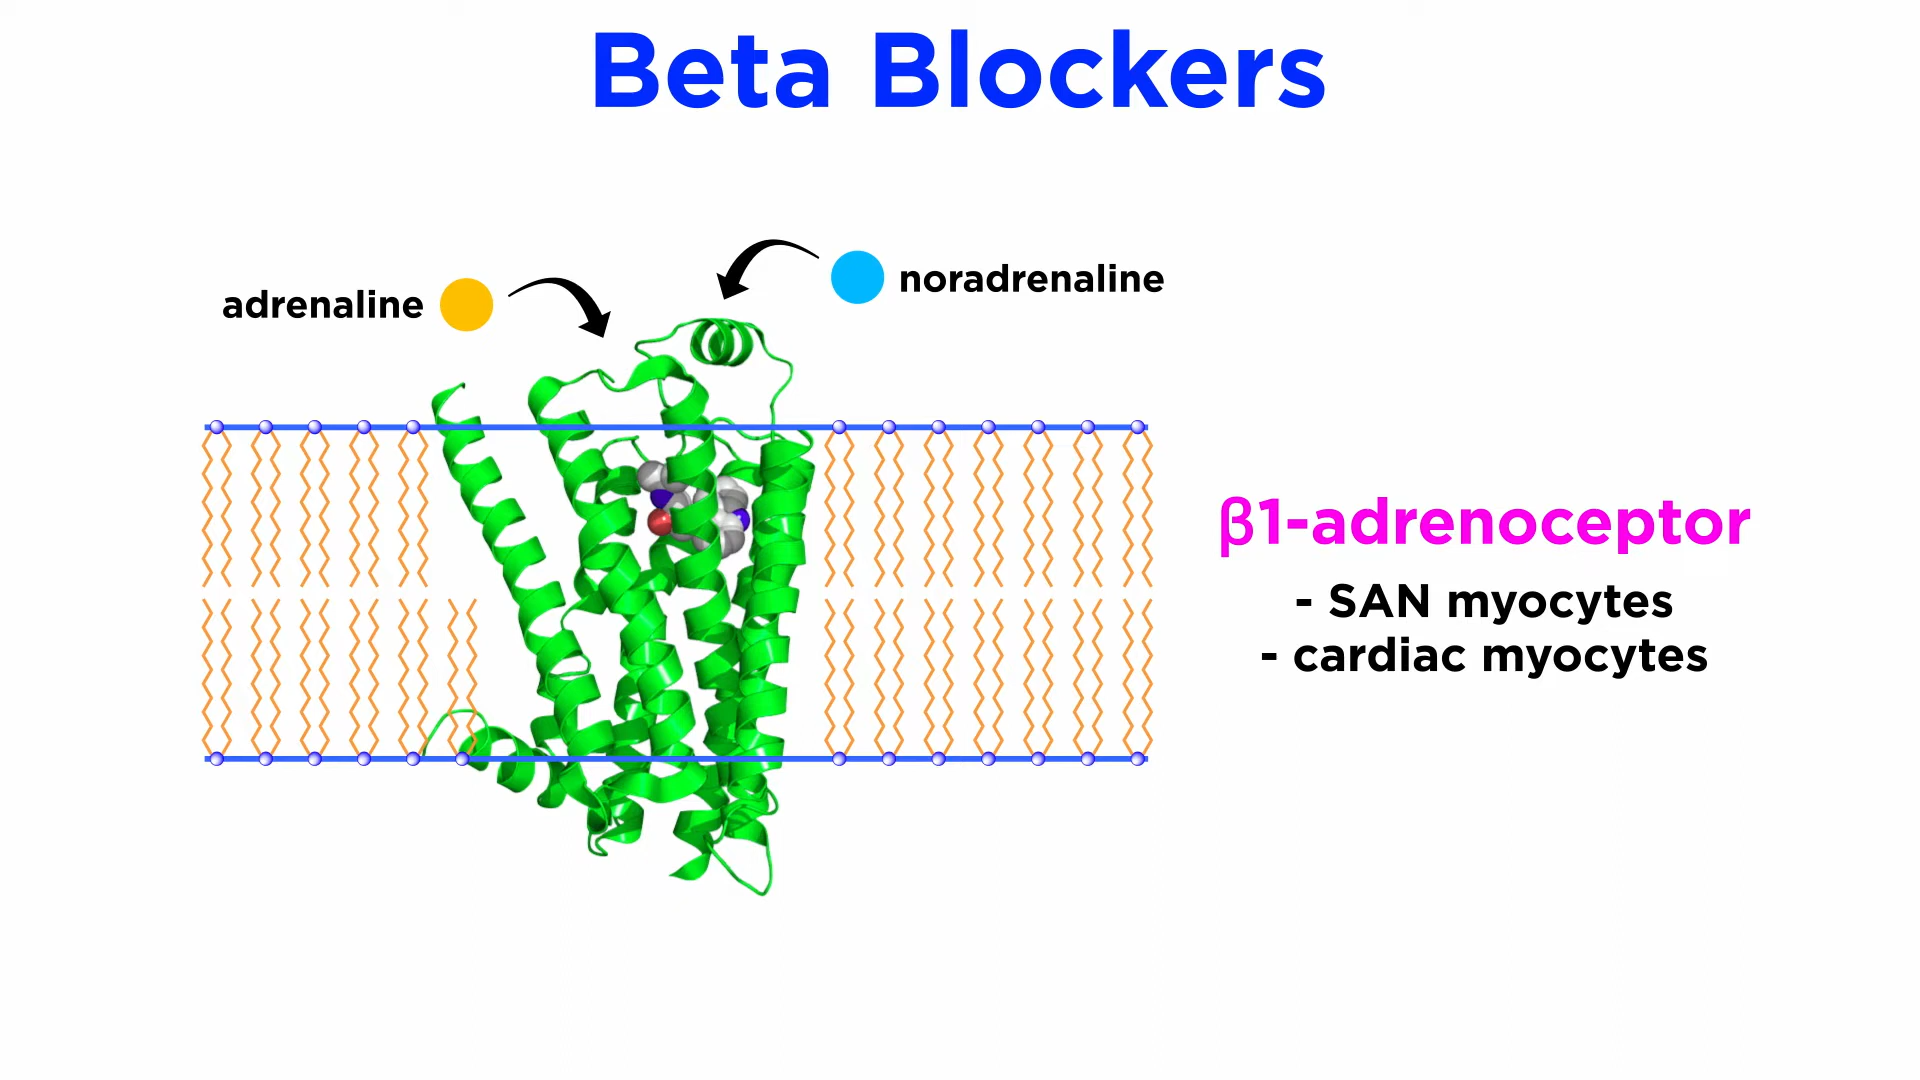 Beta Blockers
adrenaline
noradrenaline
β1-adrenoceptor
- SAN myocytes
- cardiac myocytes